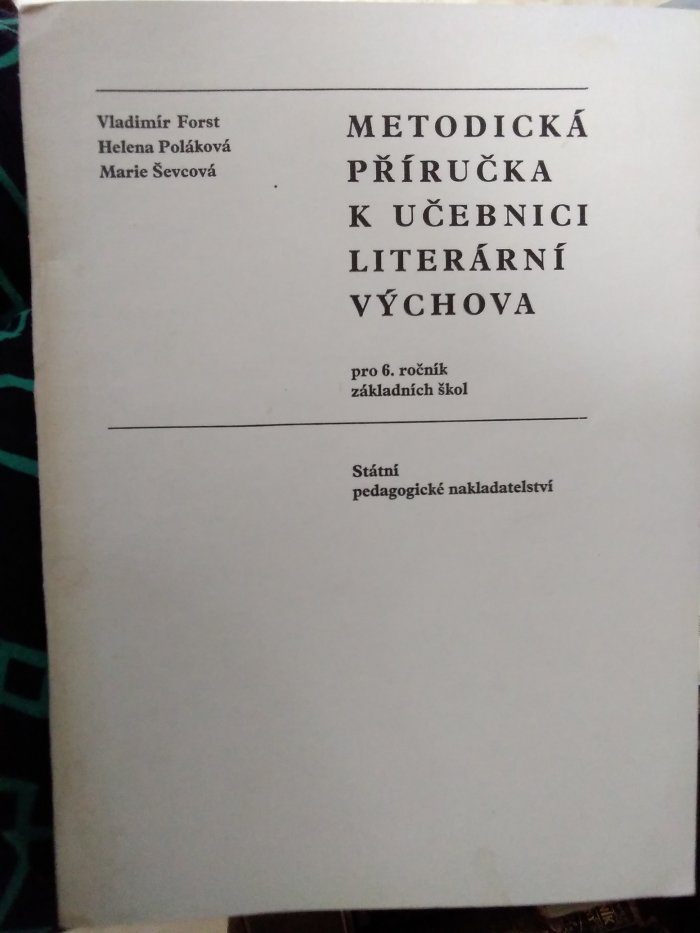 Vladimír Forst
Helena Poláková
Marie Ševcová
METODICKÁ
PŘÍRUČKA
K UČEBNICI
LITERÁRNÍ
VÝCHOVA
pro 6. ročník
základních škol
Státní
pedagogické nakladatelství